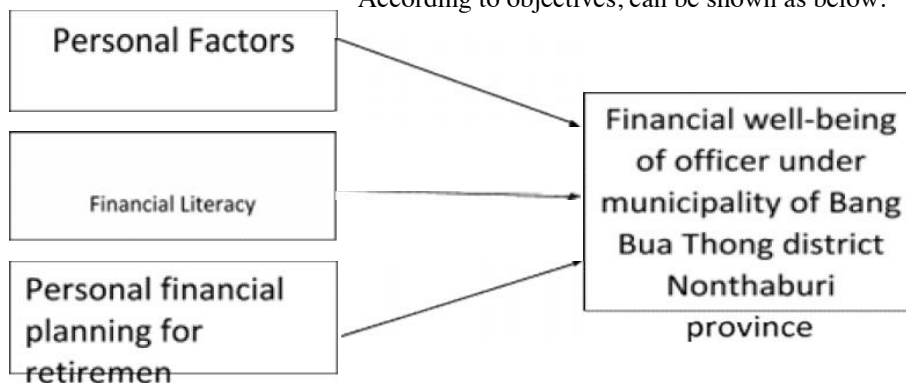 According to objectives, can be shown as below:
Personal Factors
Financial Literacy
Personal financial
planning for
retiremen
Financial well-being
of officer under
municipality of Bang
Bua Thong district
Nonthaburi
province